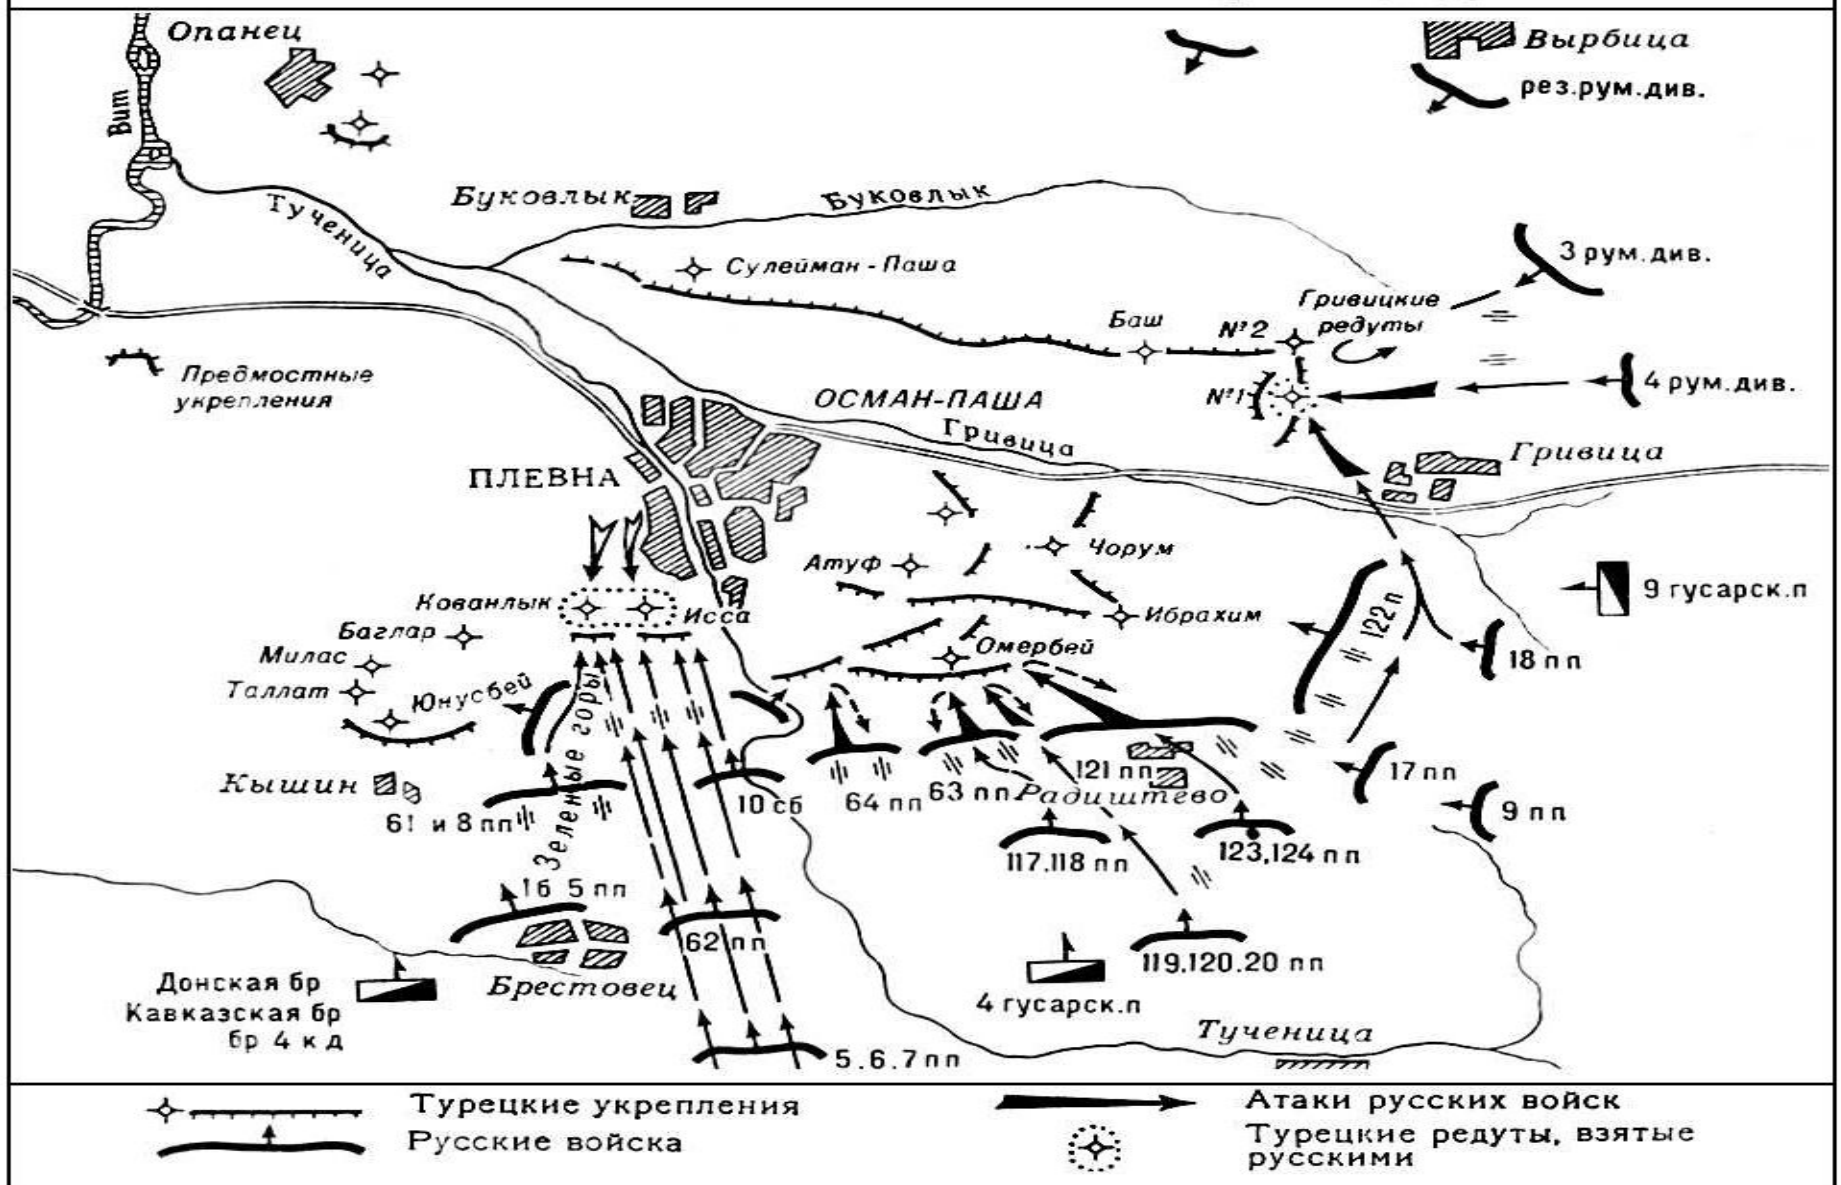 Опанец
Вырбица
рез.рум.див.
Вит
Тученица
Буковлык
Буковлык
3 рум.див.
Сулейман-Паша
Гривицкие
редуты
Баш
№2
Предмостные
укрепления
№1
4 рум.див.
ОСМАН-ПАША
Гривица
Гривица
ПЛЕВНА
Чорум
Атуф
9 гусарск.п
Кованлык
Исса
Ибрахим
122 п
Баглар
Омербей
Милас
18 пп
Таллат
Юнусбей
Зеленые горы
Кышин
121 пп
17 пп
10 сб
64 пп
63 пп
Радиштево
9 пп
61 и 8 пп
117.118 пп
123,124 пп
1б 5 пп
62 пп
119.120.20 пп
Донская бр
Кавказская бр
бр 4 к д
Брестовец
4 гусарск.п
Тученица
5.6.7 пп
Турецкие укрепления
Русские войска
Атаки русских войск
Турецкие редуты, взятые
русскими